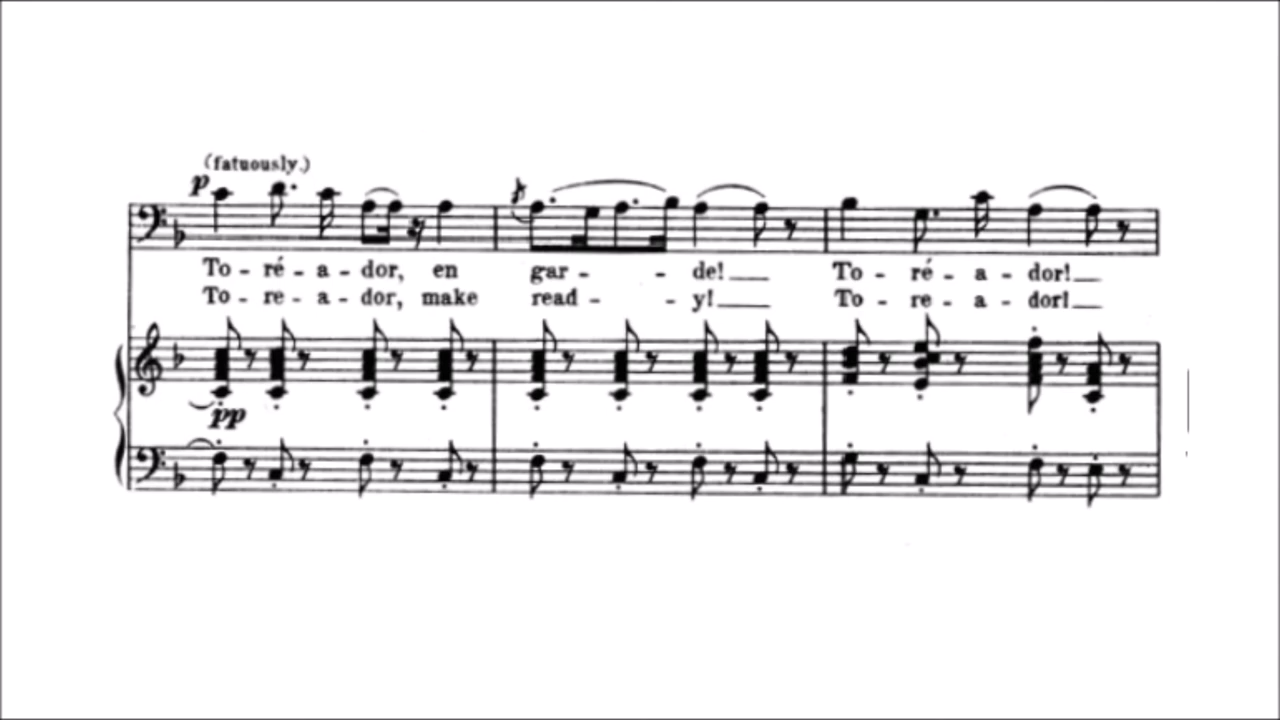 (fatuously.)
p
To - ré - a - dor, en gar - - de! To - ré - a - dor!
To - re - a - dor, make read - - y! To - re - a - dor!
pp